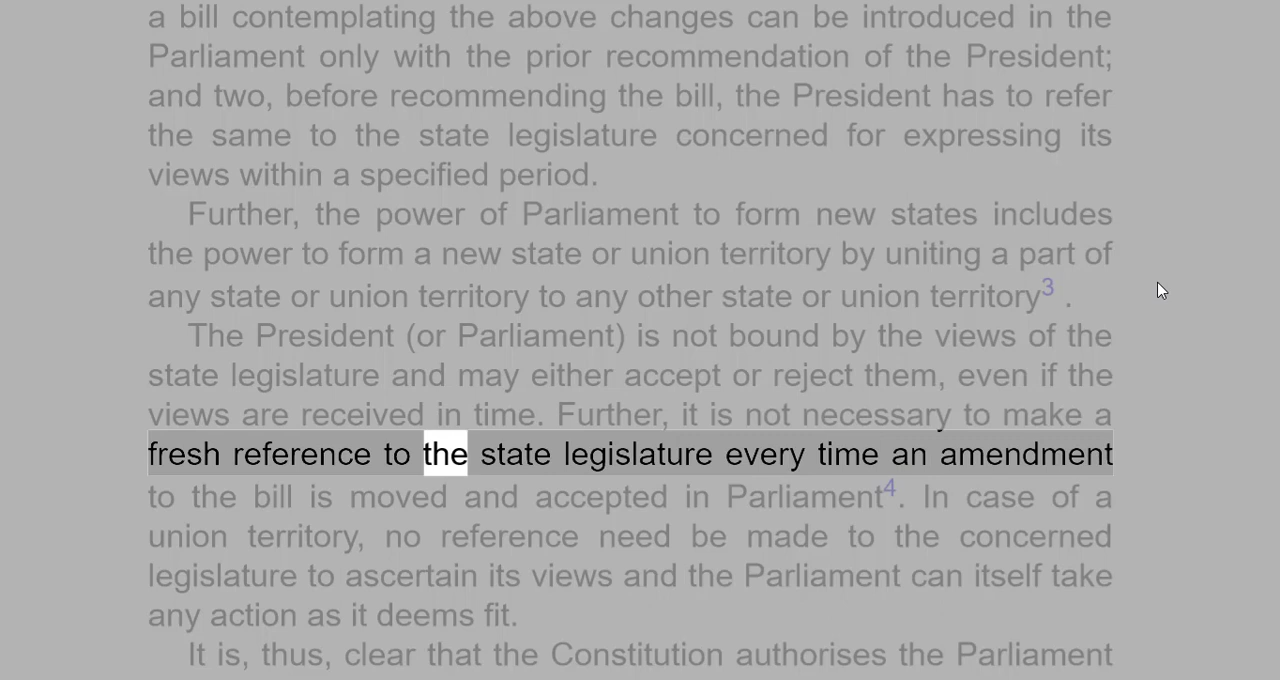 a bill contemplating the above changes can be introduced in the
Parliament only with the prior recommendation of the President;
and two, before recommending the bill, the President has to refer
the same to the state legislature concerned for expressing its
views within a specified period.
Further, the power of Parliament to form new states includes
the power to form a new state or union territory by uniting a part of
any state or union territory to any other state or union territory3 .
The President (or Parliament) is not bound by the views of the
state legislature and may either accept or reject them, even if the
views are received in time. Further, it is not necessary to make a
fresh reference to the state legislature every time an amendment
to the bill is moved and accepted in Parliament4. In case of a
union territory, no reference need be made to the concerned
legislature to ascertain its views and the Parliament can itself take
any action as it deems fit.
It is, thus, clear that the Constitution authorises the Parliament